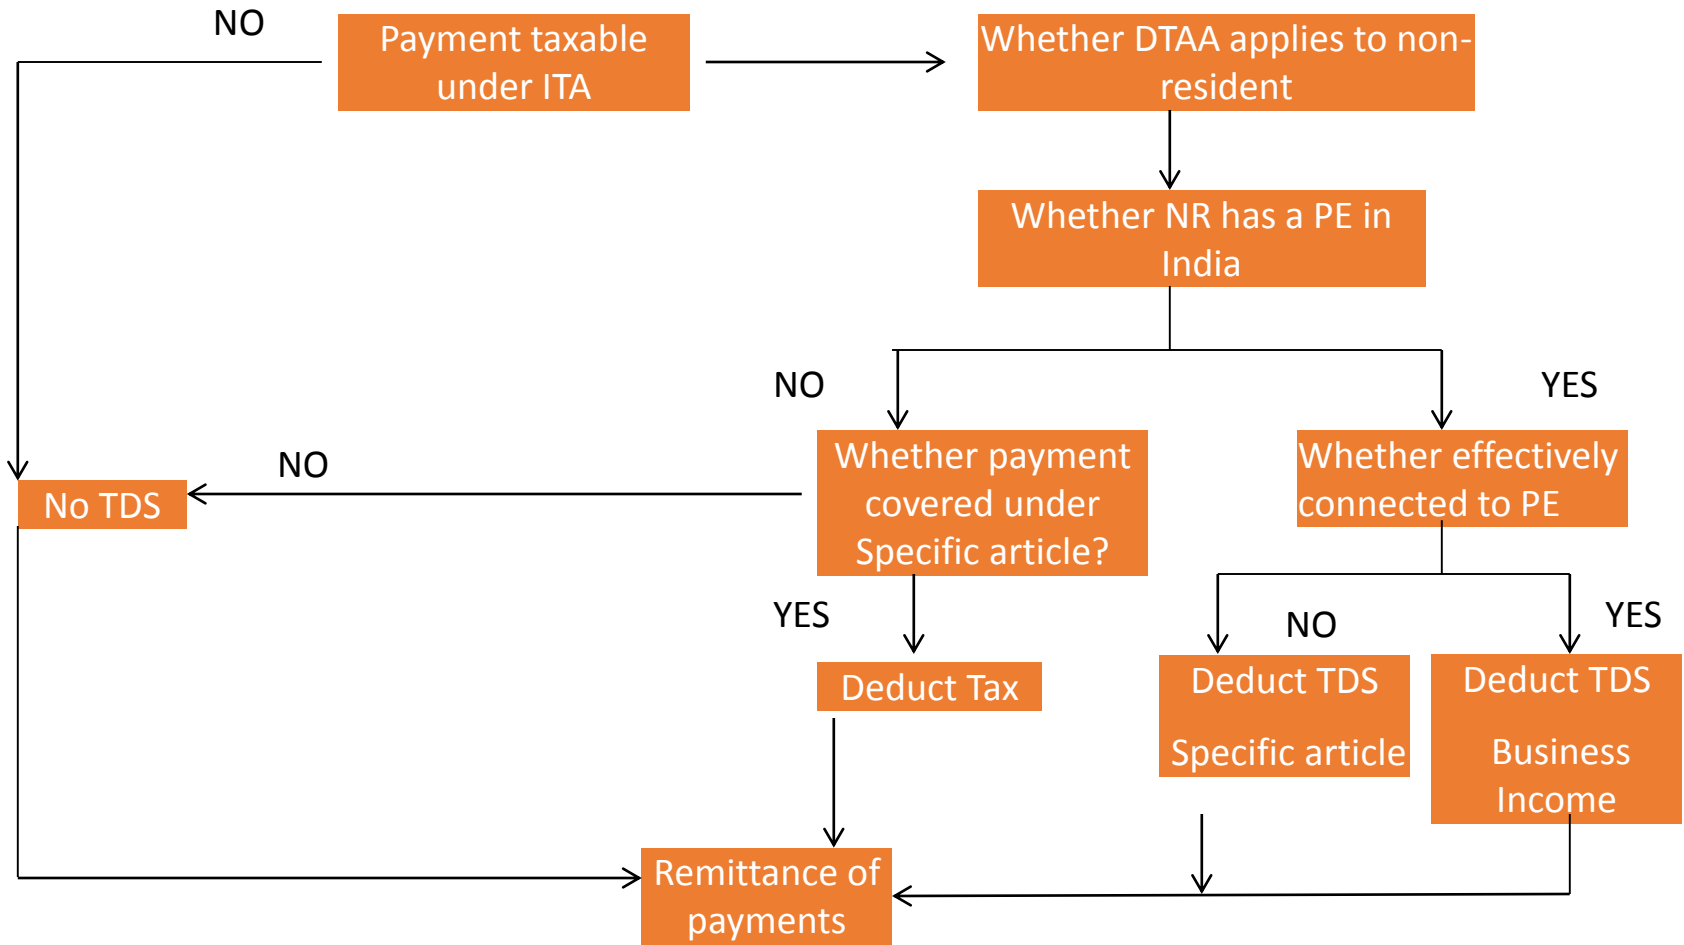 NO
Payment taxable
under ITA
Whether DTAA applies to non-
resident
Whether NR has a PE in
India
NO
YES
Whether payment
covered under
Specific article?
Whether effectively
connected to PE
NO
No TDS
YES
NO
YES
Deduct Tax
Deduct TDS
Specific article
Deduct TDS
Business
Income
Remittance of
payments